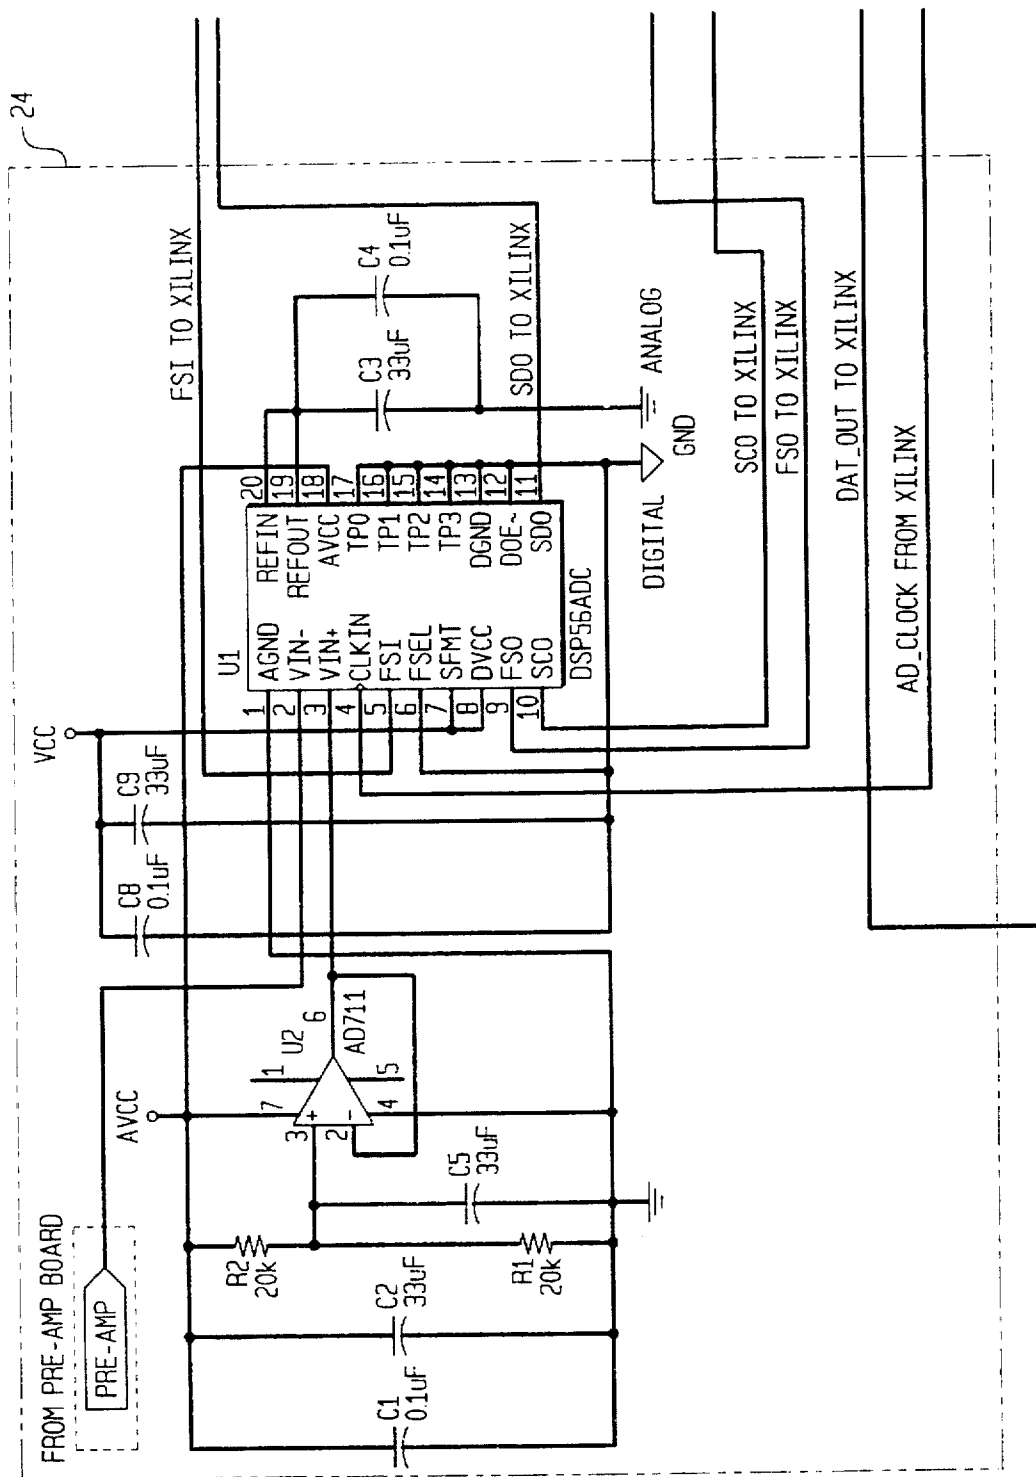 24
FROM PRE-AMP BOARD
PRE-AMP
AVCC
VCC
FSI TO XILINX
C1
0.1uF
C2
33uF
R2
20k
R1
20k
C5
33uF
3
2
+
-
7
4
1
5
U2
6
AD711
C8
0.1uF
C9
33uF
U1
1
2
3
4
5
6
7
8
9
10
AGND
VIN-
VIN+
CLKIN
FSI
FSEL
SFMT
DVCC
FSO
SCO
REFIN
REFOUT
AVCC
TP0
TP1
TP2
TP3
DGND
DOE~
SDO
20
19
18
17
16
15
14
13
12
11
DSP56ADC
C3
33uF
C4
0.1uF
SDO TO XILINX
DIGITAL
GND
ANALOG
SCO TO XILINX
FSO TO XILINX
DAT_OUT TO XILINX
AD_CLOCK FROM XILINX